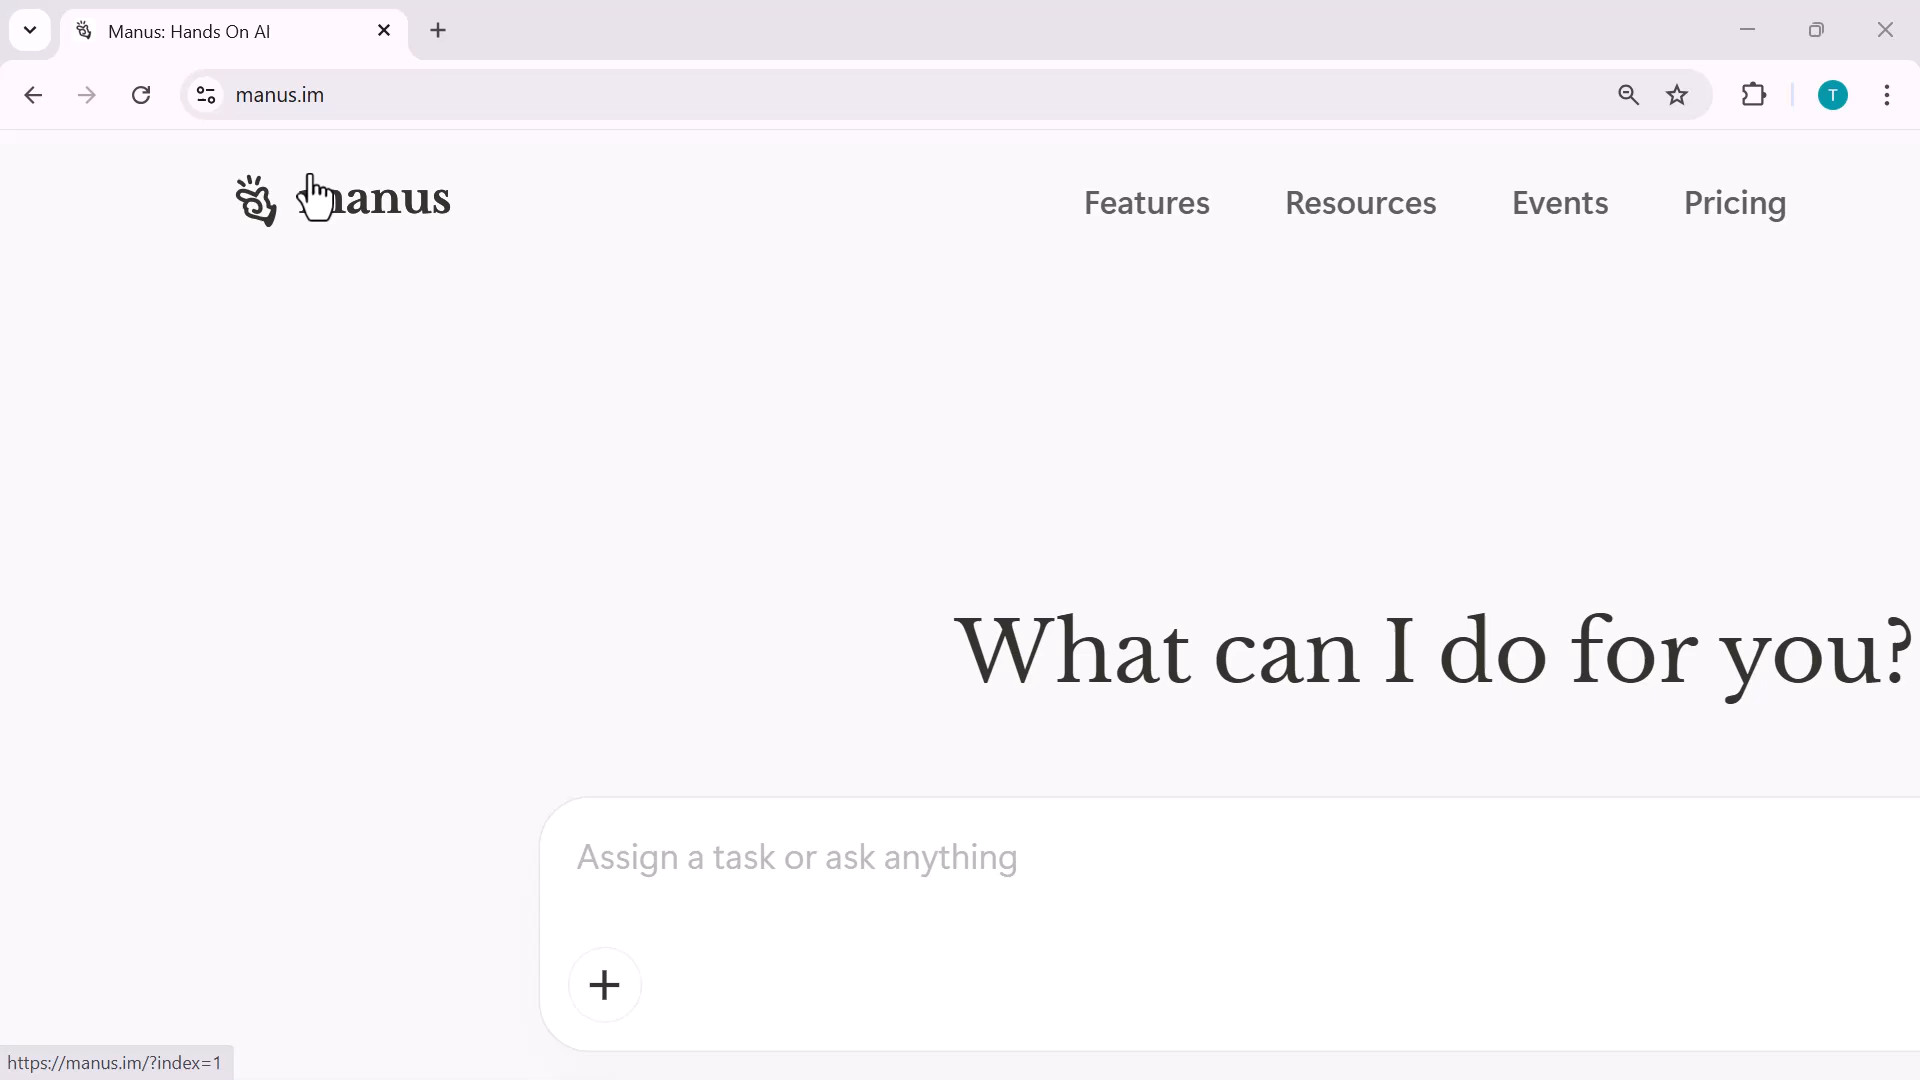 Manus: Hands On AI
manus.im
T
manus
Features
Resources
Events
Pricing
What can I do for you?
Assign a task or ask anything
https://manus.im/?index=1